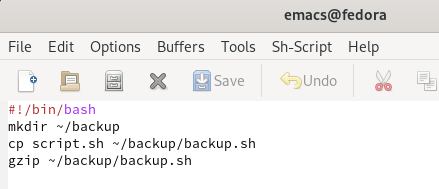 emacs@fedora
File Edit Options Buffers Tools Sh-Script Help
Save Undo
#!/bin/bash
mkdir ~/backup
cp script.sh ~/backup/backup.sh
gzip ~/backup/backup.sh